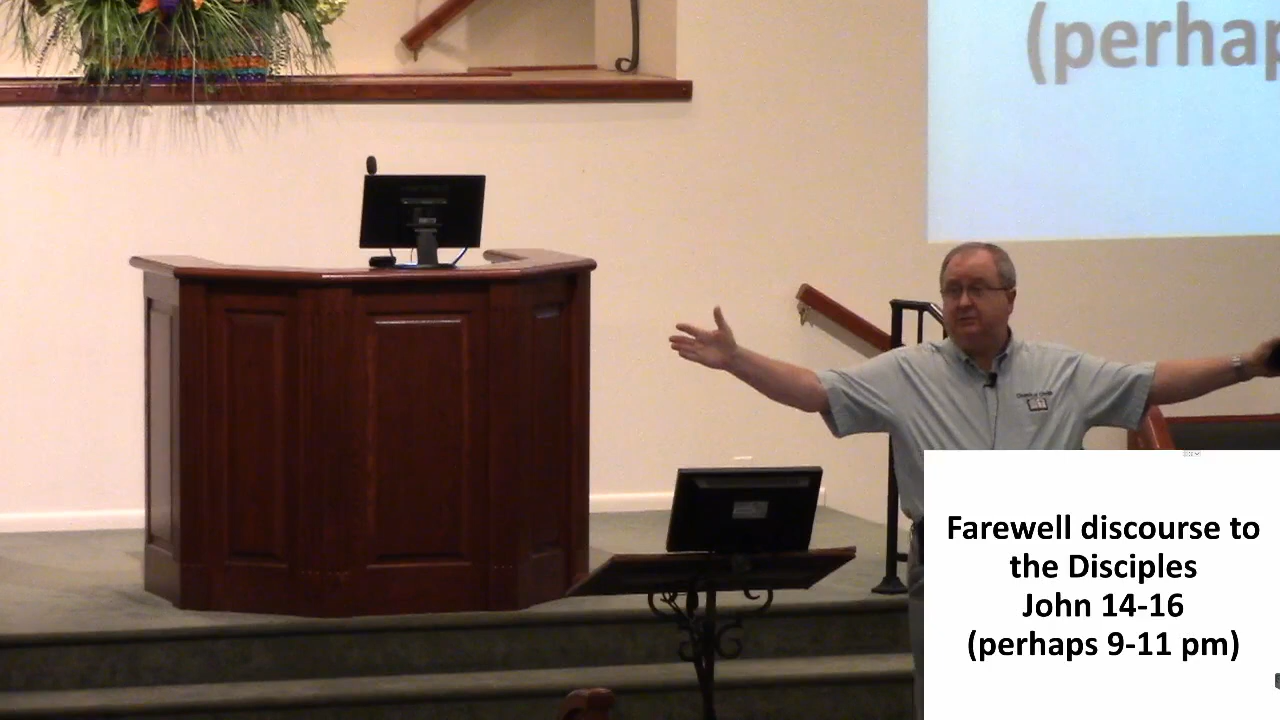 (perhap
Farewell discourse to
the Disciples
John 14-16
(perhaps 9-11 pm)